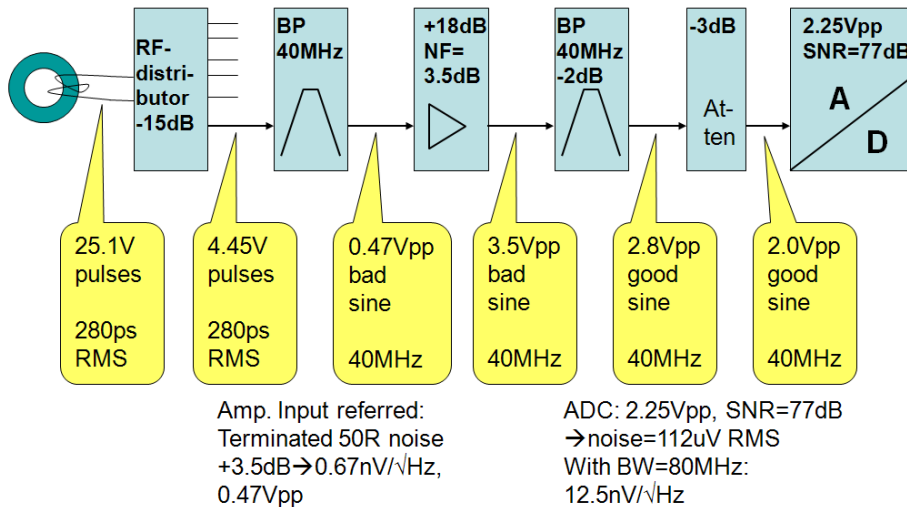 RF-
distri-
butor
-15dB
BP
40MHz
+18dB
NF=
3.5dB
BP
40MHz
-2dB
-3dB
At-
ten
2.25Vpp
SNR=77dB
A
D
25.1V
pulses
280ps
RMS
4.45V
pulses
280ps
RMS
0.47Vpp
bad
sine
40MHz
3.5Vpp
bad
sine
40MHz
2.8Vpp
good
sine
40MHz
2.0Vpp
good
sine
40MHz
Amp. Input referred:
Terminated 50R noise
+3.5dB→0.67nV/√Hz,
0.47Vpp
ADC: 2.25Vpp, SNR=77dB
→noise=112uV RMS
With BW=80MHz:
12.5nV/√Hz